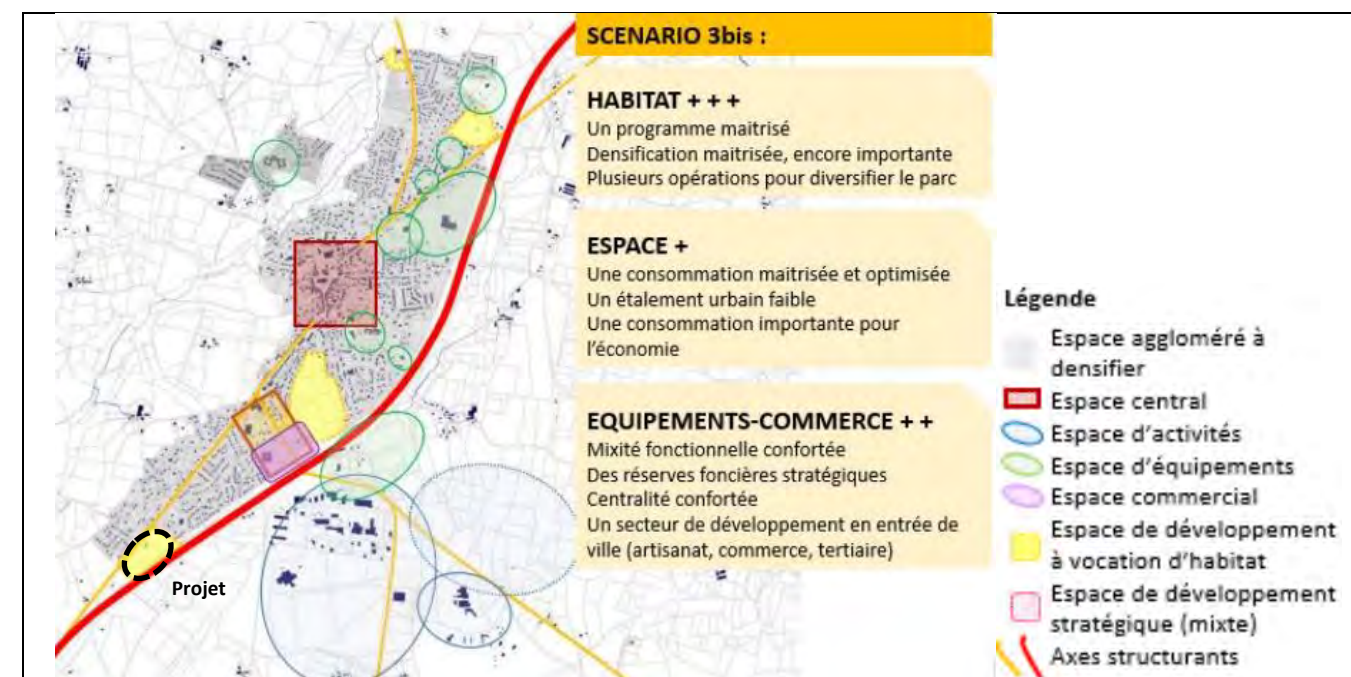 SCENARIO 3bis :
HABITAT + + +
Un programme maitrisé
Densification maitrisée, encore importante
Plusieurs opérations pour diversifier le parc
ESPACE +
Une consommation maitrisée et optimisée
Un étalement urbain faible
Une consommation importante pour
l'économie
EQUIPEMENTS-COMMERCE + +
Mixité fonctionnelle confortée
Des réserves foncières stratégiques
Centralité confortée
Un secteur de développement en entrée de
ville (artisanat, commerce, tertiaire)
Projet
Légende
Espace aggloméré à
densifier
Espace central
Espace d'activités
Espace d'équipements
Espace commercial
Espace de développement
à vocation d'habitat
Espace de développement
stratégique (mixte)
Axes structurants